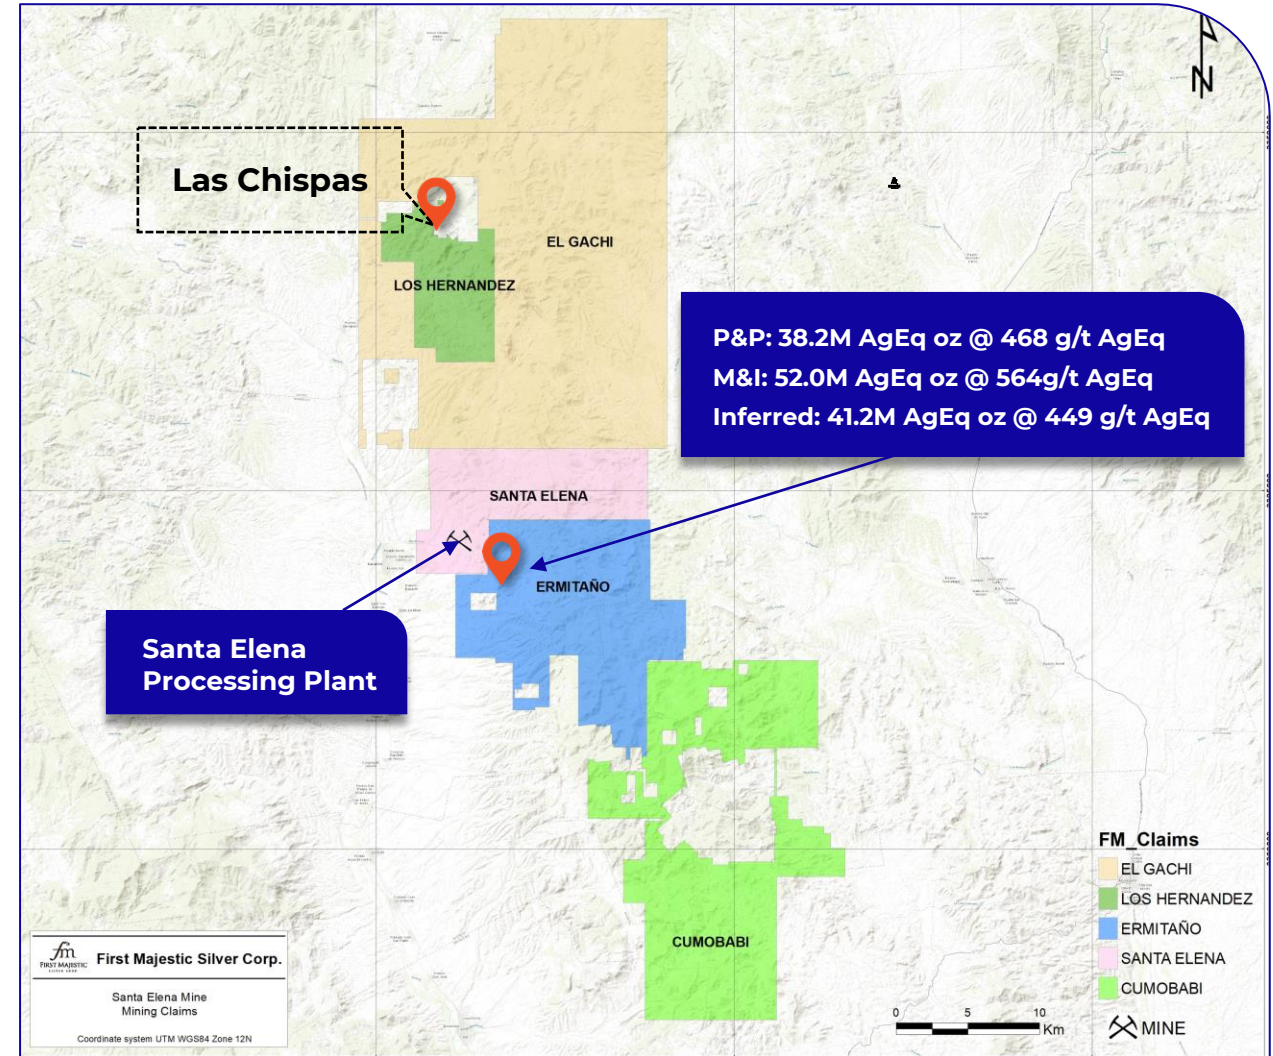 N
Las Chispas
EL GACHI
LOS HERNANDEZ
P&P: 38.2M AgEq oz @ 468 g/t AgEq
M&I: 52.0M AgEq oz @ 564g/t AgEq
Inferred: 41.2M AgEq oz @ 449 g/t AgEq
SANTA ELENA
ERMITAÑO
Santa Elena
Processing Plant
CUMOBABI
FM_Claims
EL GACHI
LOS HERNANDEZ
ERMITAÑO
SANTA ELENA
CUMOBABI
MINE
0 5 10
Km
fm
FIRST MAJESTIC
First Majestic Silver Corp.
Santa Elena Mine
Mining Claims
Coordinate system UTM WGS84 Zone 12N